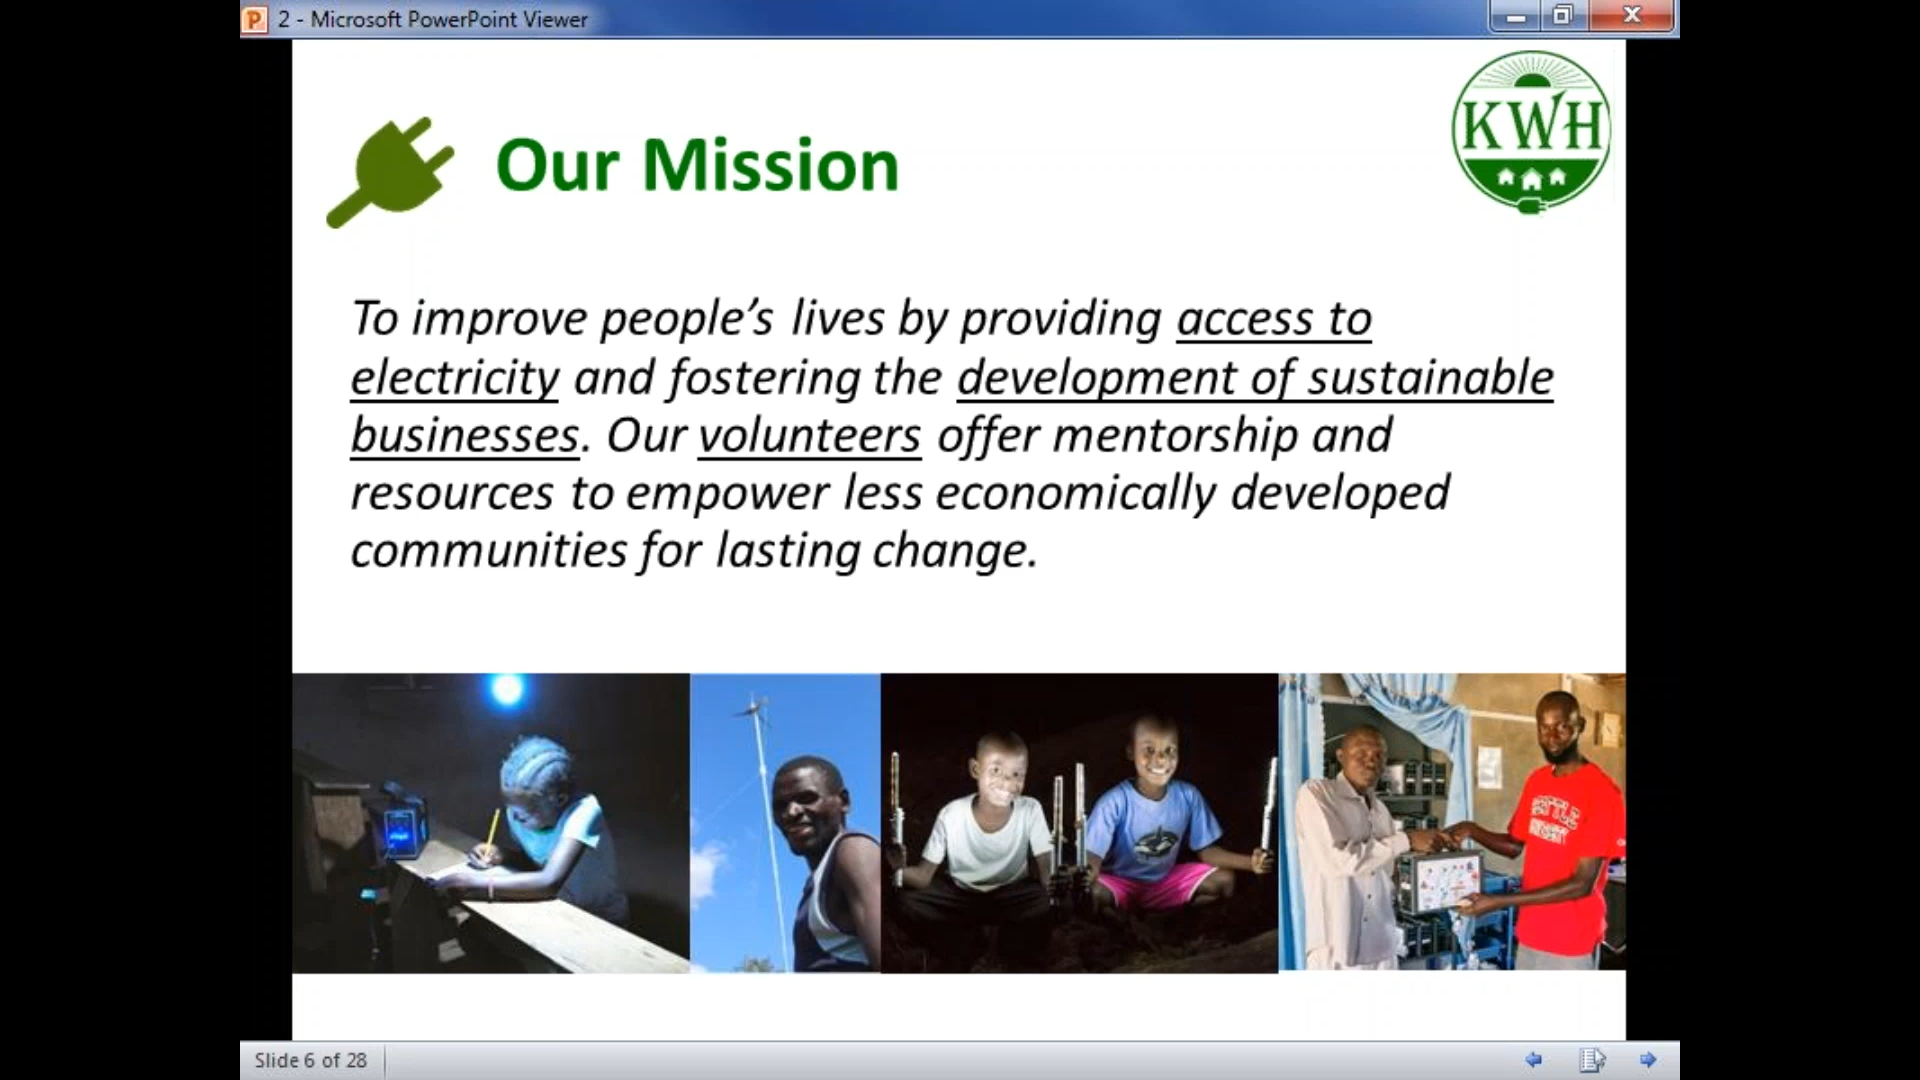 2 - Microsoft PowerPoint Viewer
KWH
Our Mission
To improve people’s lives by providing access to
electricity and fostering the development of sustainable
businesses. Our volunteers offer mentorship and
resources to empower less economically developed
communities for lasting change.
Slide 6 of 28